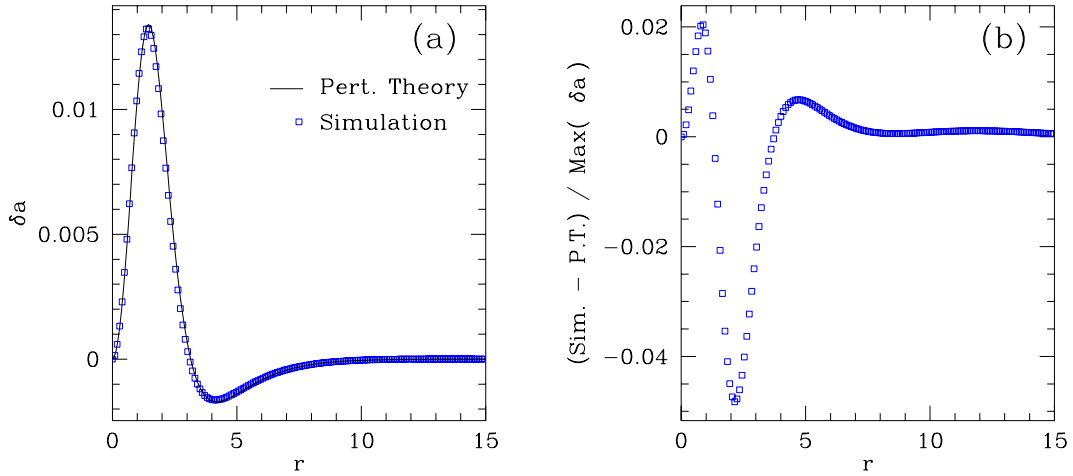 (a)
Pert. Theory
Simulation
0.01
0.005
0
δa
0
5
10
15
r
(b)
0.02
0
−0.02
−0.04
(Sim. − P.T.) / Max( δa)
0
5
10
15
r